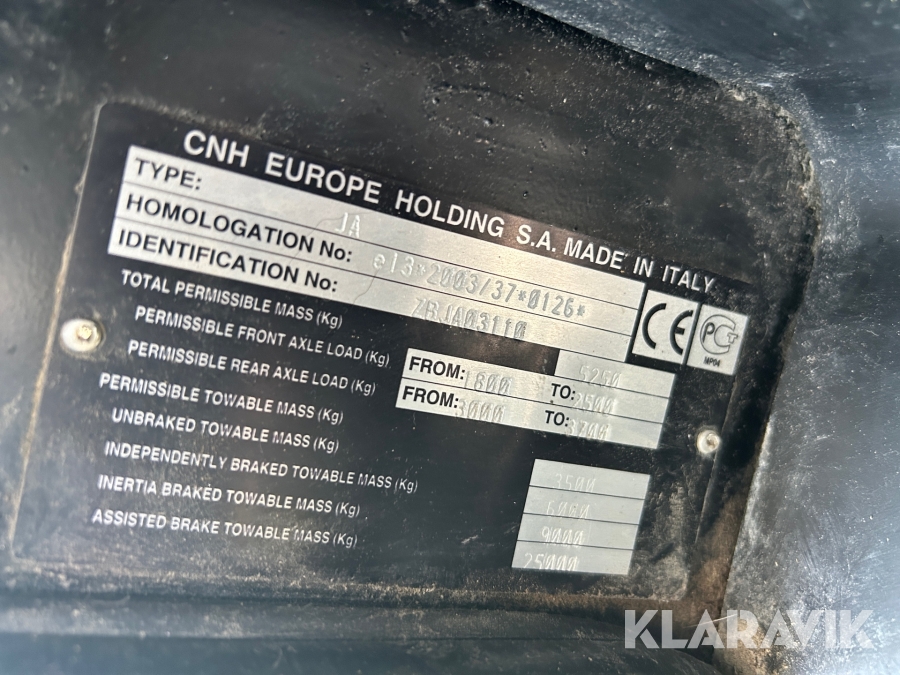 CNH EUROPE HOLDING S.A. MADE IN ITALY
TYPE: JA
HOMOLOGATION No: e13*2003/37*0126*
IDENTIFICATION No: ZBJA03110
TOTAL PERMISSIBLE MASS (Kg) 5250
PERMISSIBLE FRONT AXLE LOAD (Kg) FROM: 1800 TO: 2500
PERMISSIBLE REAR AXLE LOAD (Kg) FROM: 3000 TO: 3700
PERMISSIBLE TOWABLE MASS (Kg)
UNBRAKED TOWABLE MASS (Kg) 3500
INDEPENDENTLY BRAKED TOWABLE MASS (Kg) 6000
INERTIA BRAKED TOWABLE MASS (Kg) 9000
ASSISTED BRAKE TOWABLE MASS (Kg) 25000
CE
PCT
MP04
KLARAVIK